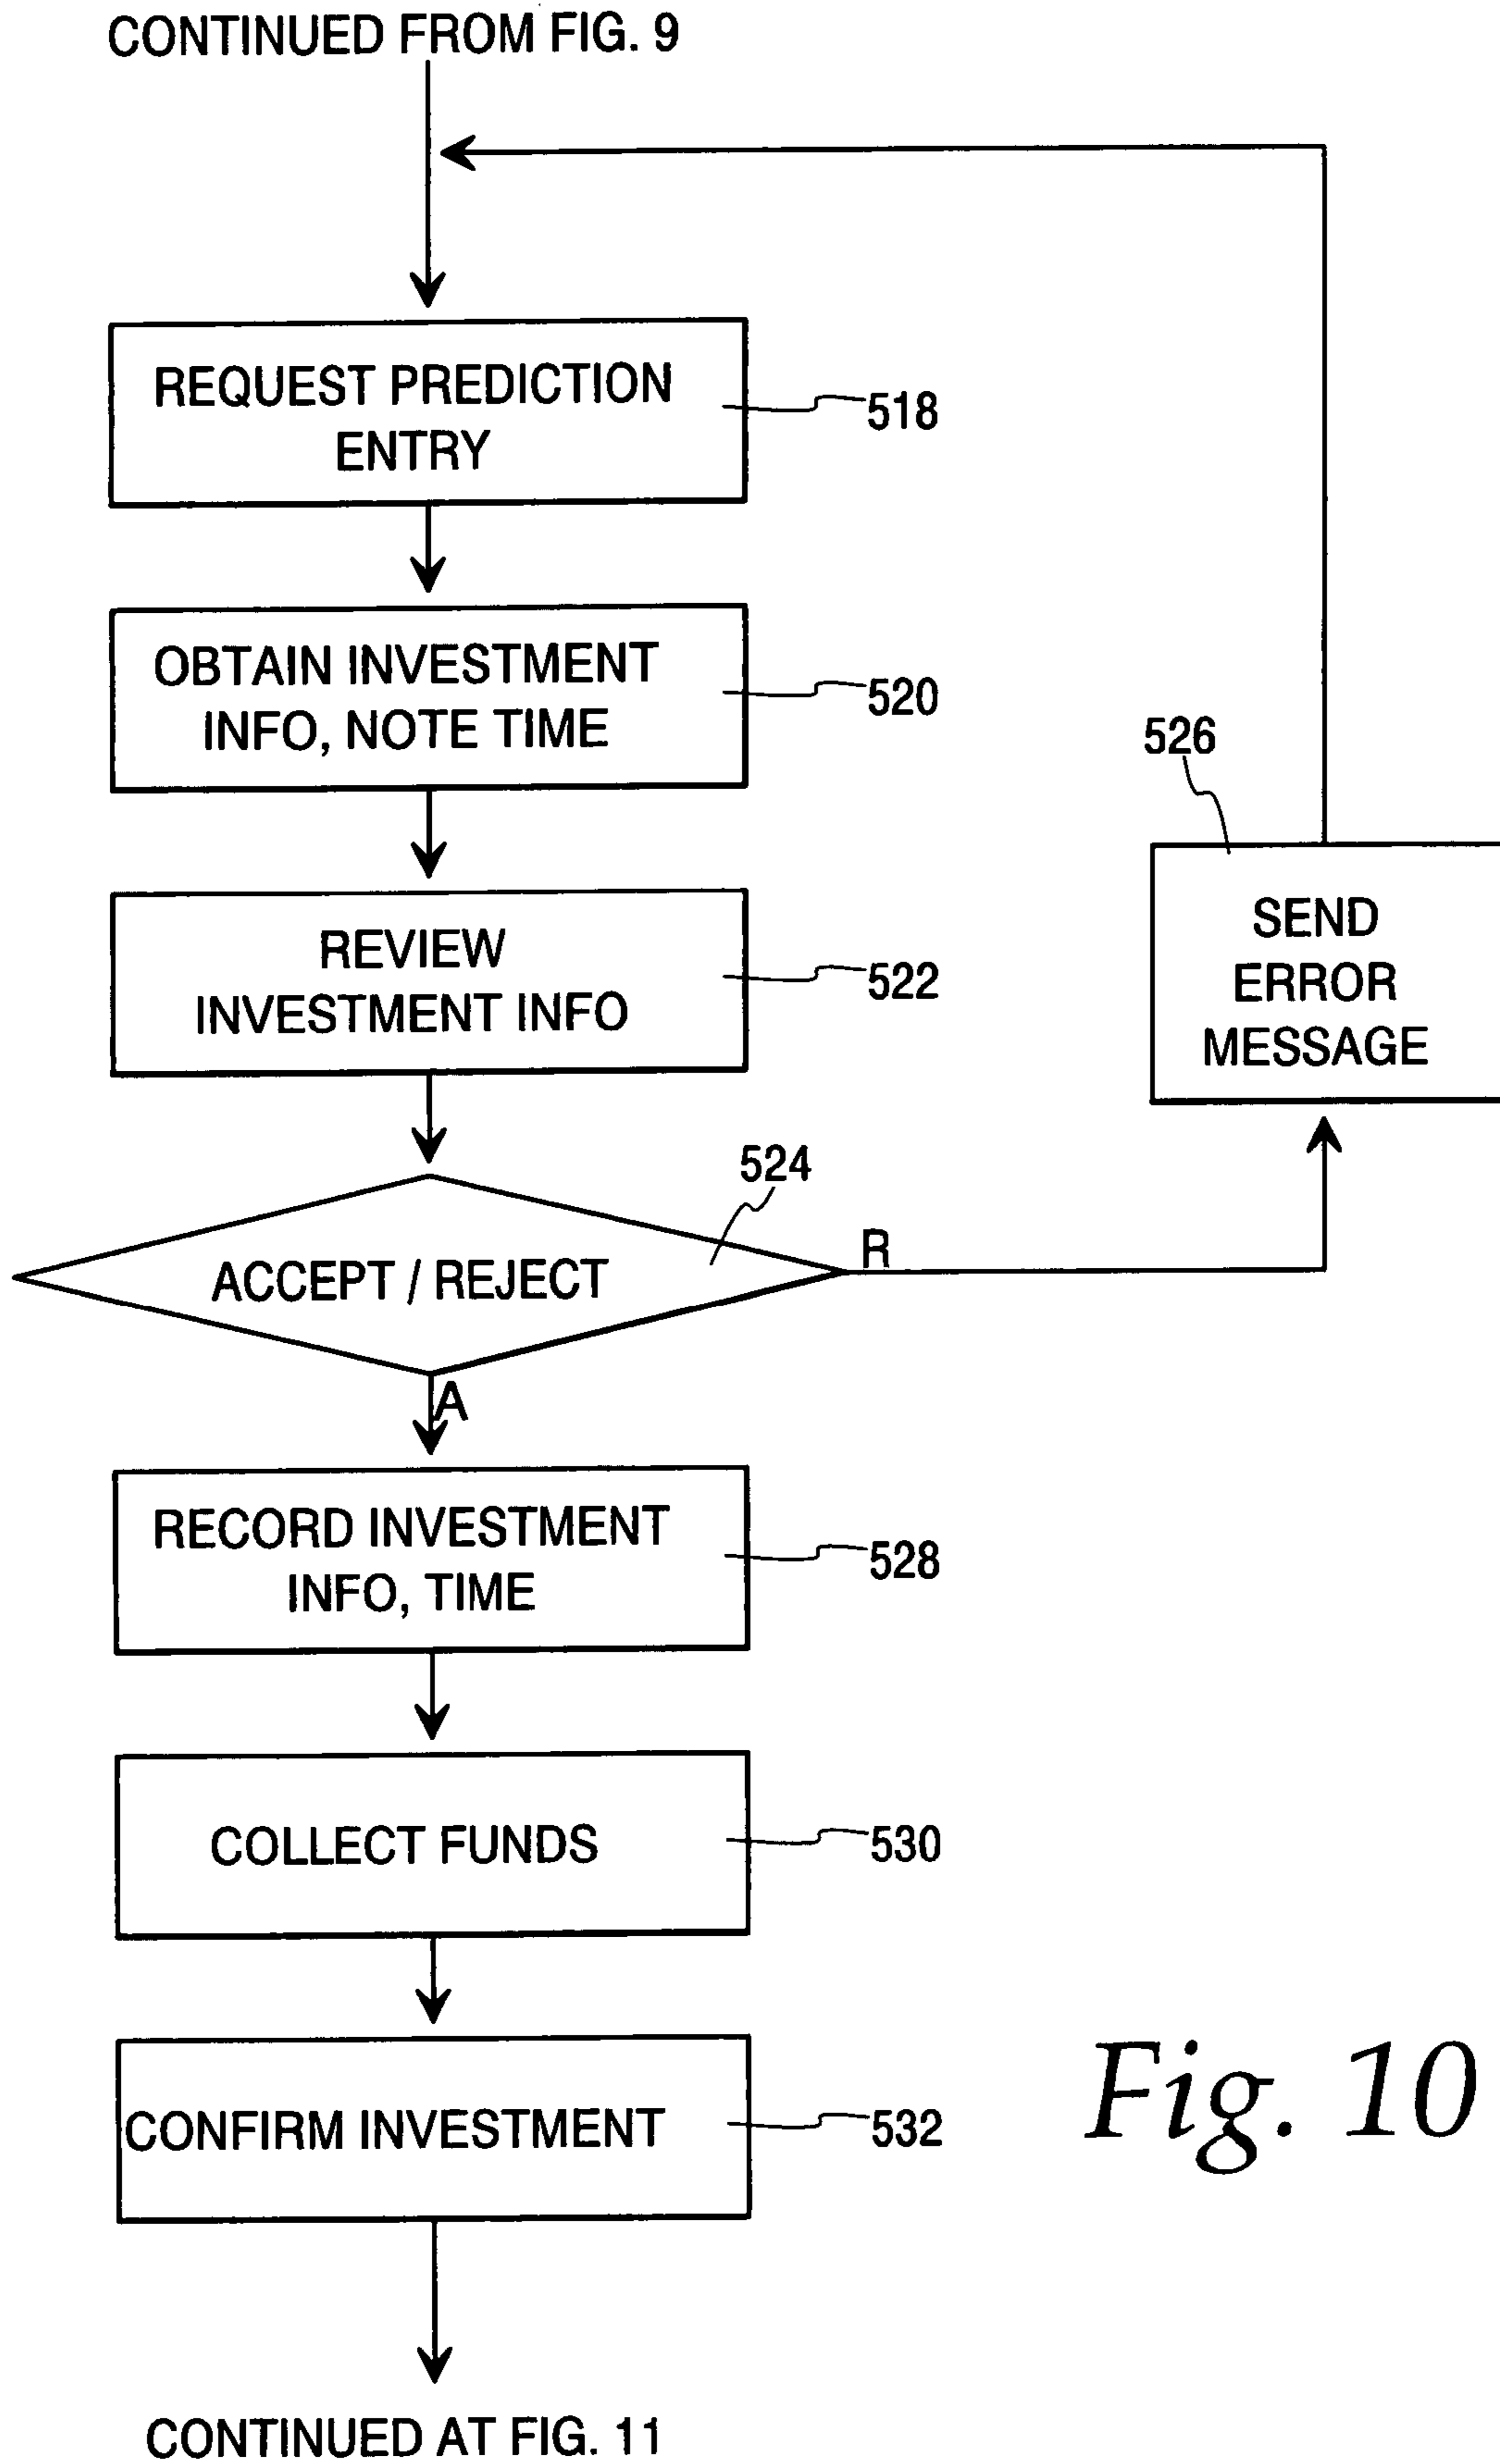 CONTINUED FROM FIG. 9
REQUEST PREDICTION
ENTRY
518
OBTAIN INVESTMENT
INFO, NOTE TIME
520
526
REVIEW
INVESTMENT INFO
522
SEND
ERROR
MESSAGE
524
ACCEPT / REJECT
R
A
RECORD INVESTMENT
INFO, TIME
528
COLLECT FUNDS
530
CONFIRM INVESTMENT
532
Fig. 10
CONTINUED AT FIG. 11